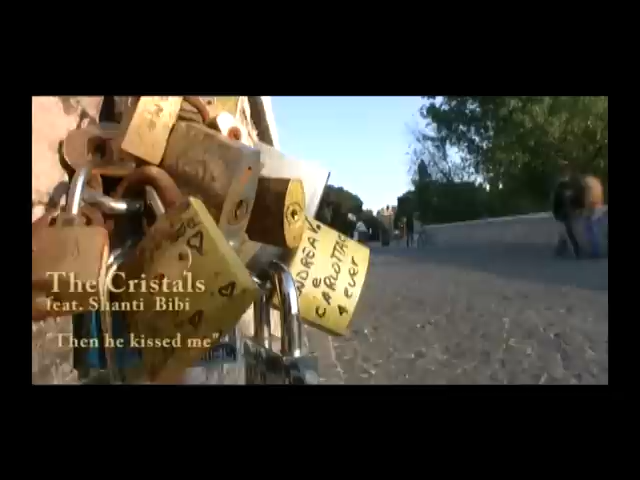 The Cristals
feat. Shanti Bibi
"Then he kissed me"
ANDREA V.
e
CARLOTTA
4 ever